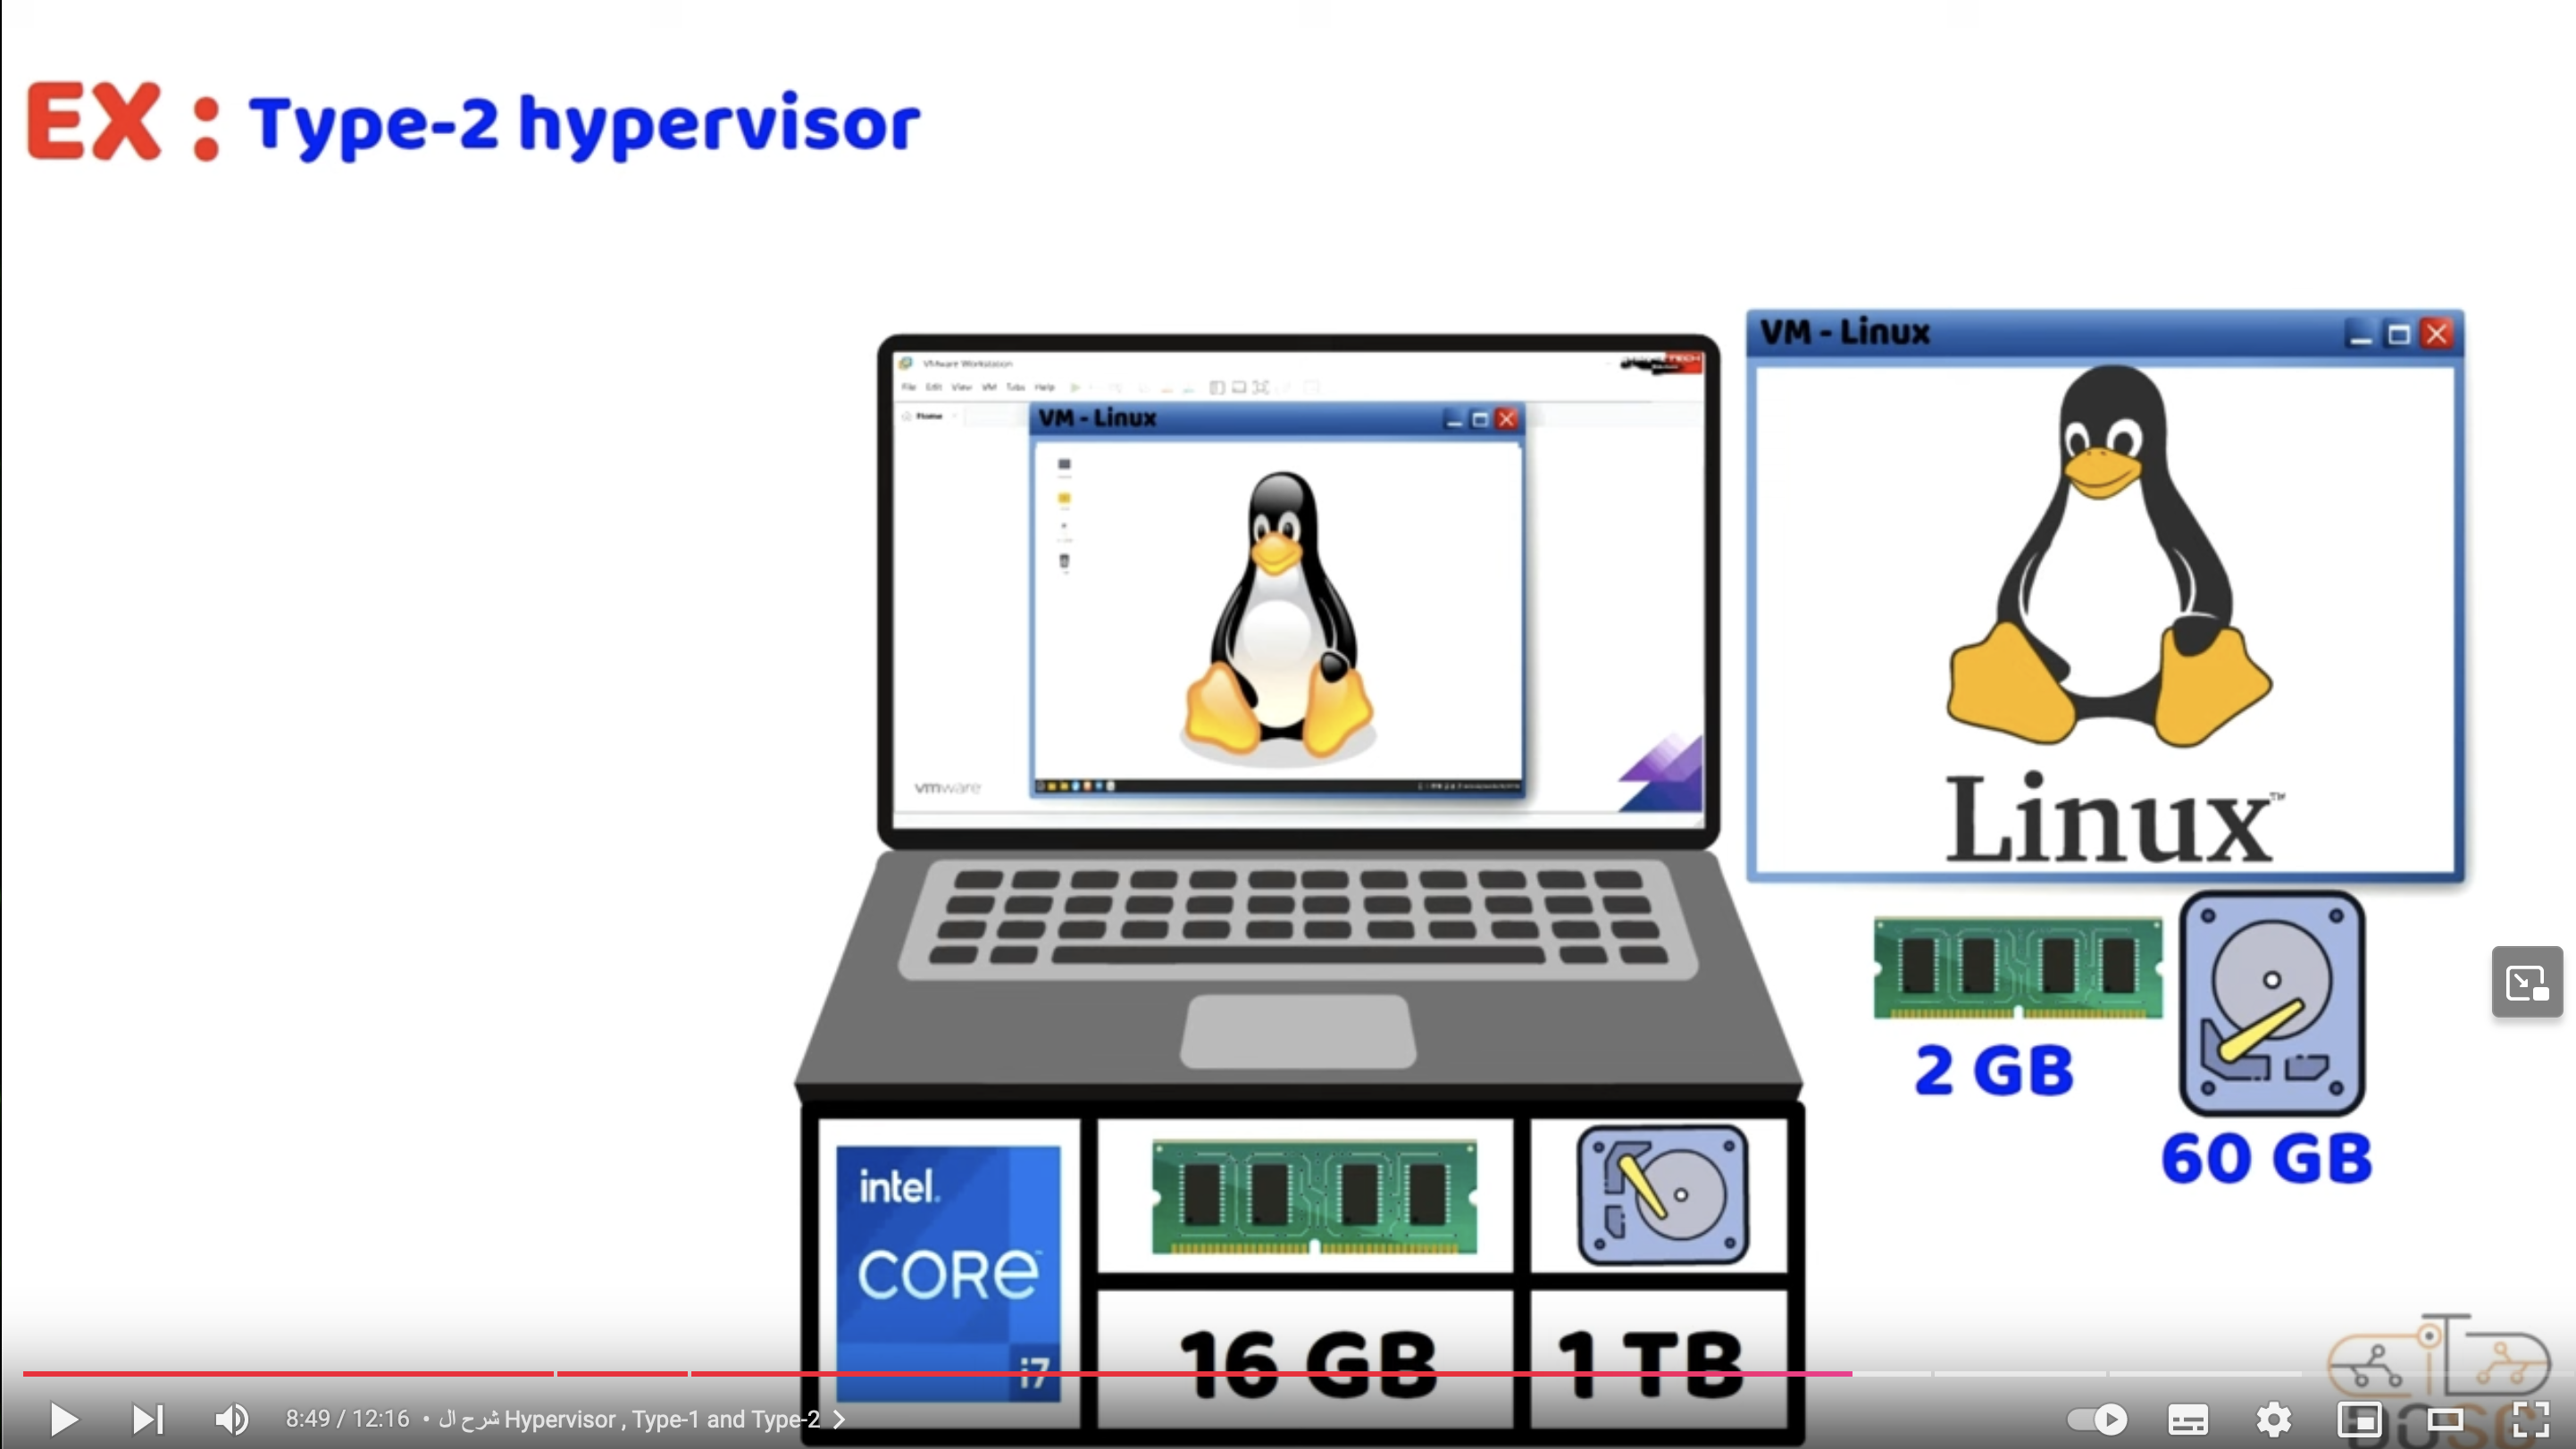 EX : Type-2 hypervisor
VMware Workstation
File Edit View VM Tabs Help
Home
VM - Linux
vmware
VM - Linux
Linux™
2 GB
60 GB
intel.
CORE™
i7
16 GB
1 TB
8:49 / 12:16 • شرح ال Hypervisor , Type-1 and Type-2